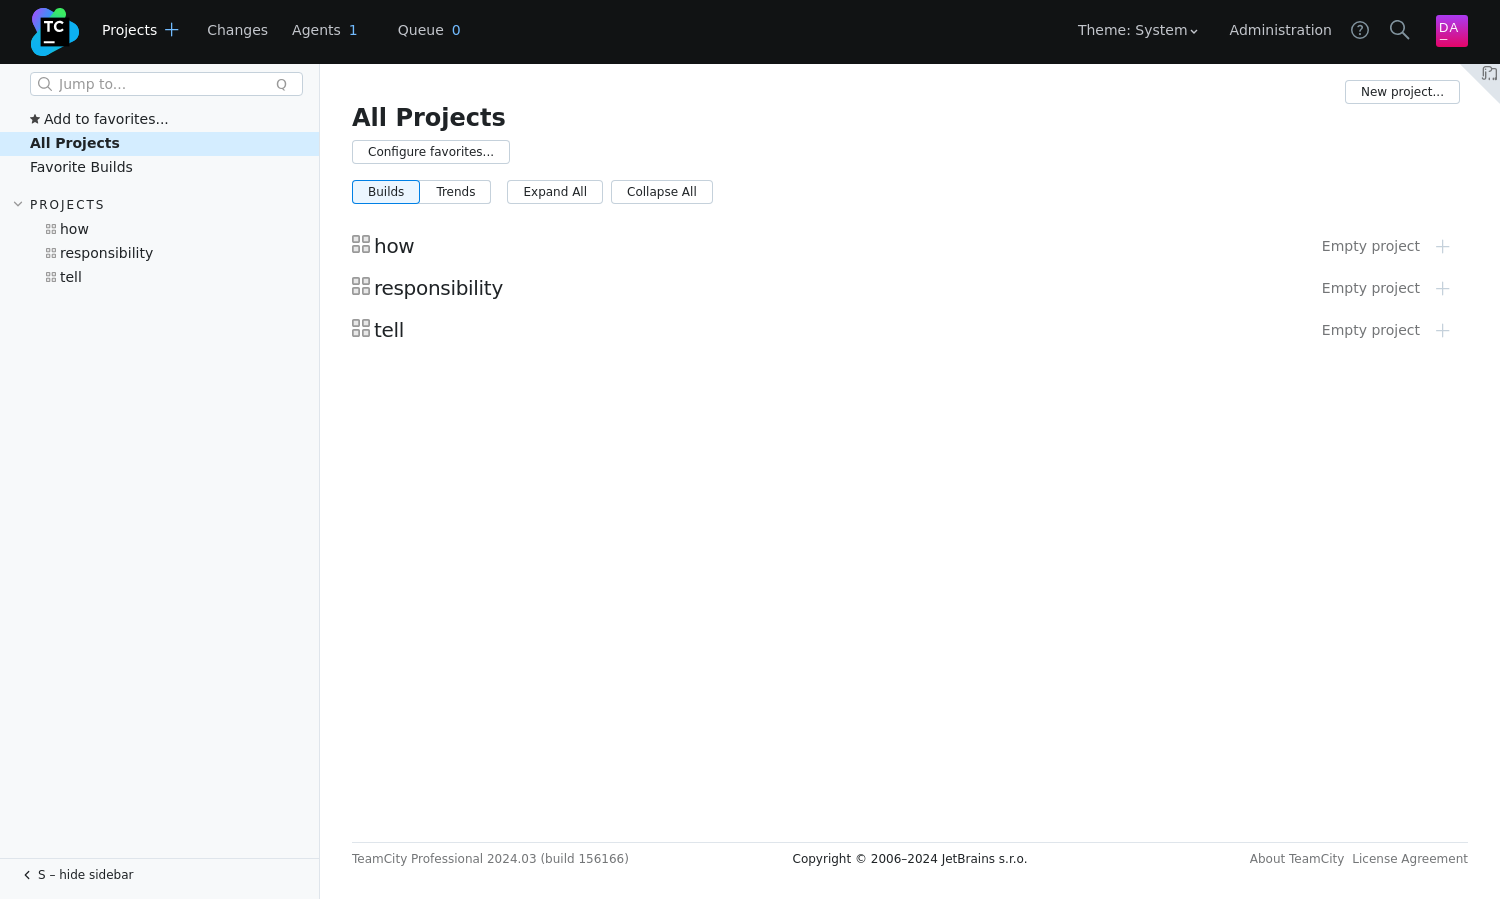 TC
Projects
Changes
Agents 1
Queue 0
Theme: System
Administration
?
DA
Jump to... Q
Add to favorites...
All Projects
Favorite Builds
PROJECTS
how
responsibility
tell
S – hide sidebar
New project...
All Projects
Configure favorites...
Builds Trends Expand All Collapse All
how Empty project
responsibility Empty project
tell Empty project
TeamCity Professional 2024.03 (build 156166) Copyright © 2006–2024 JetBrains s.r.o. About TeamCity License Agreement